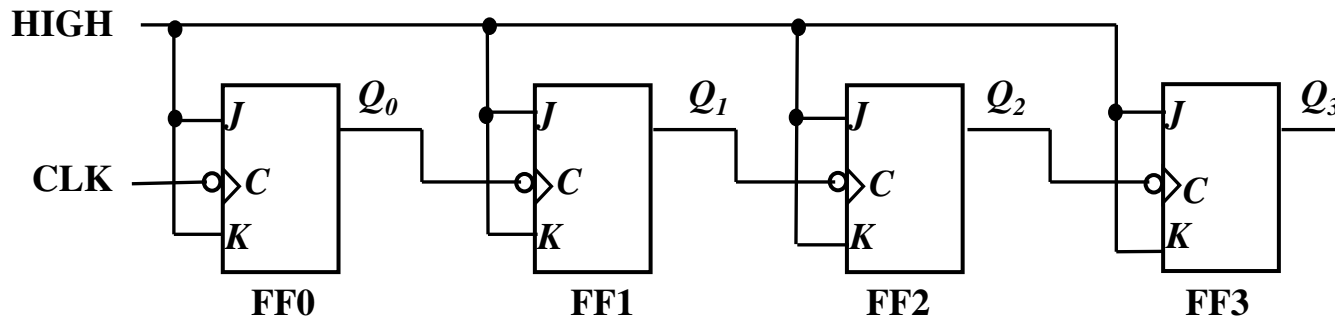 HIGH
Q0 Q1 Q2 Q3
J J J J
CLK C C C C
K K K K
FF0 FF1 FF2 FF3